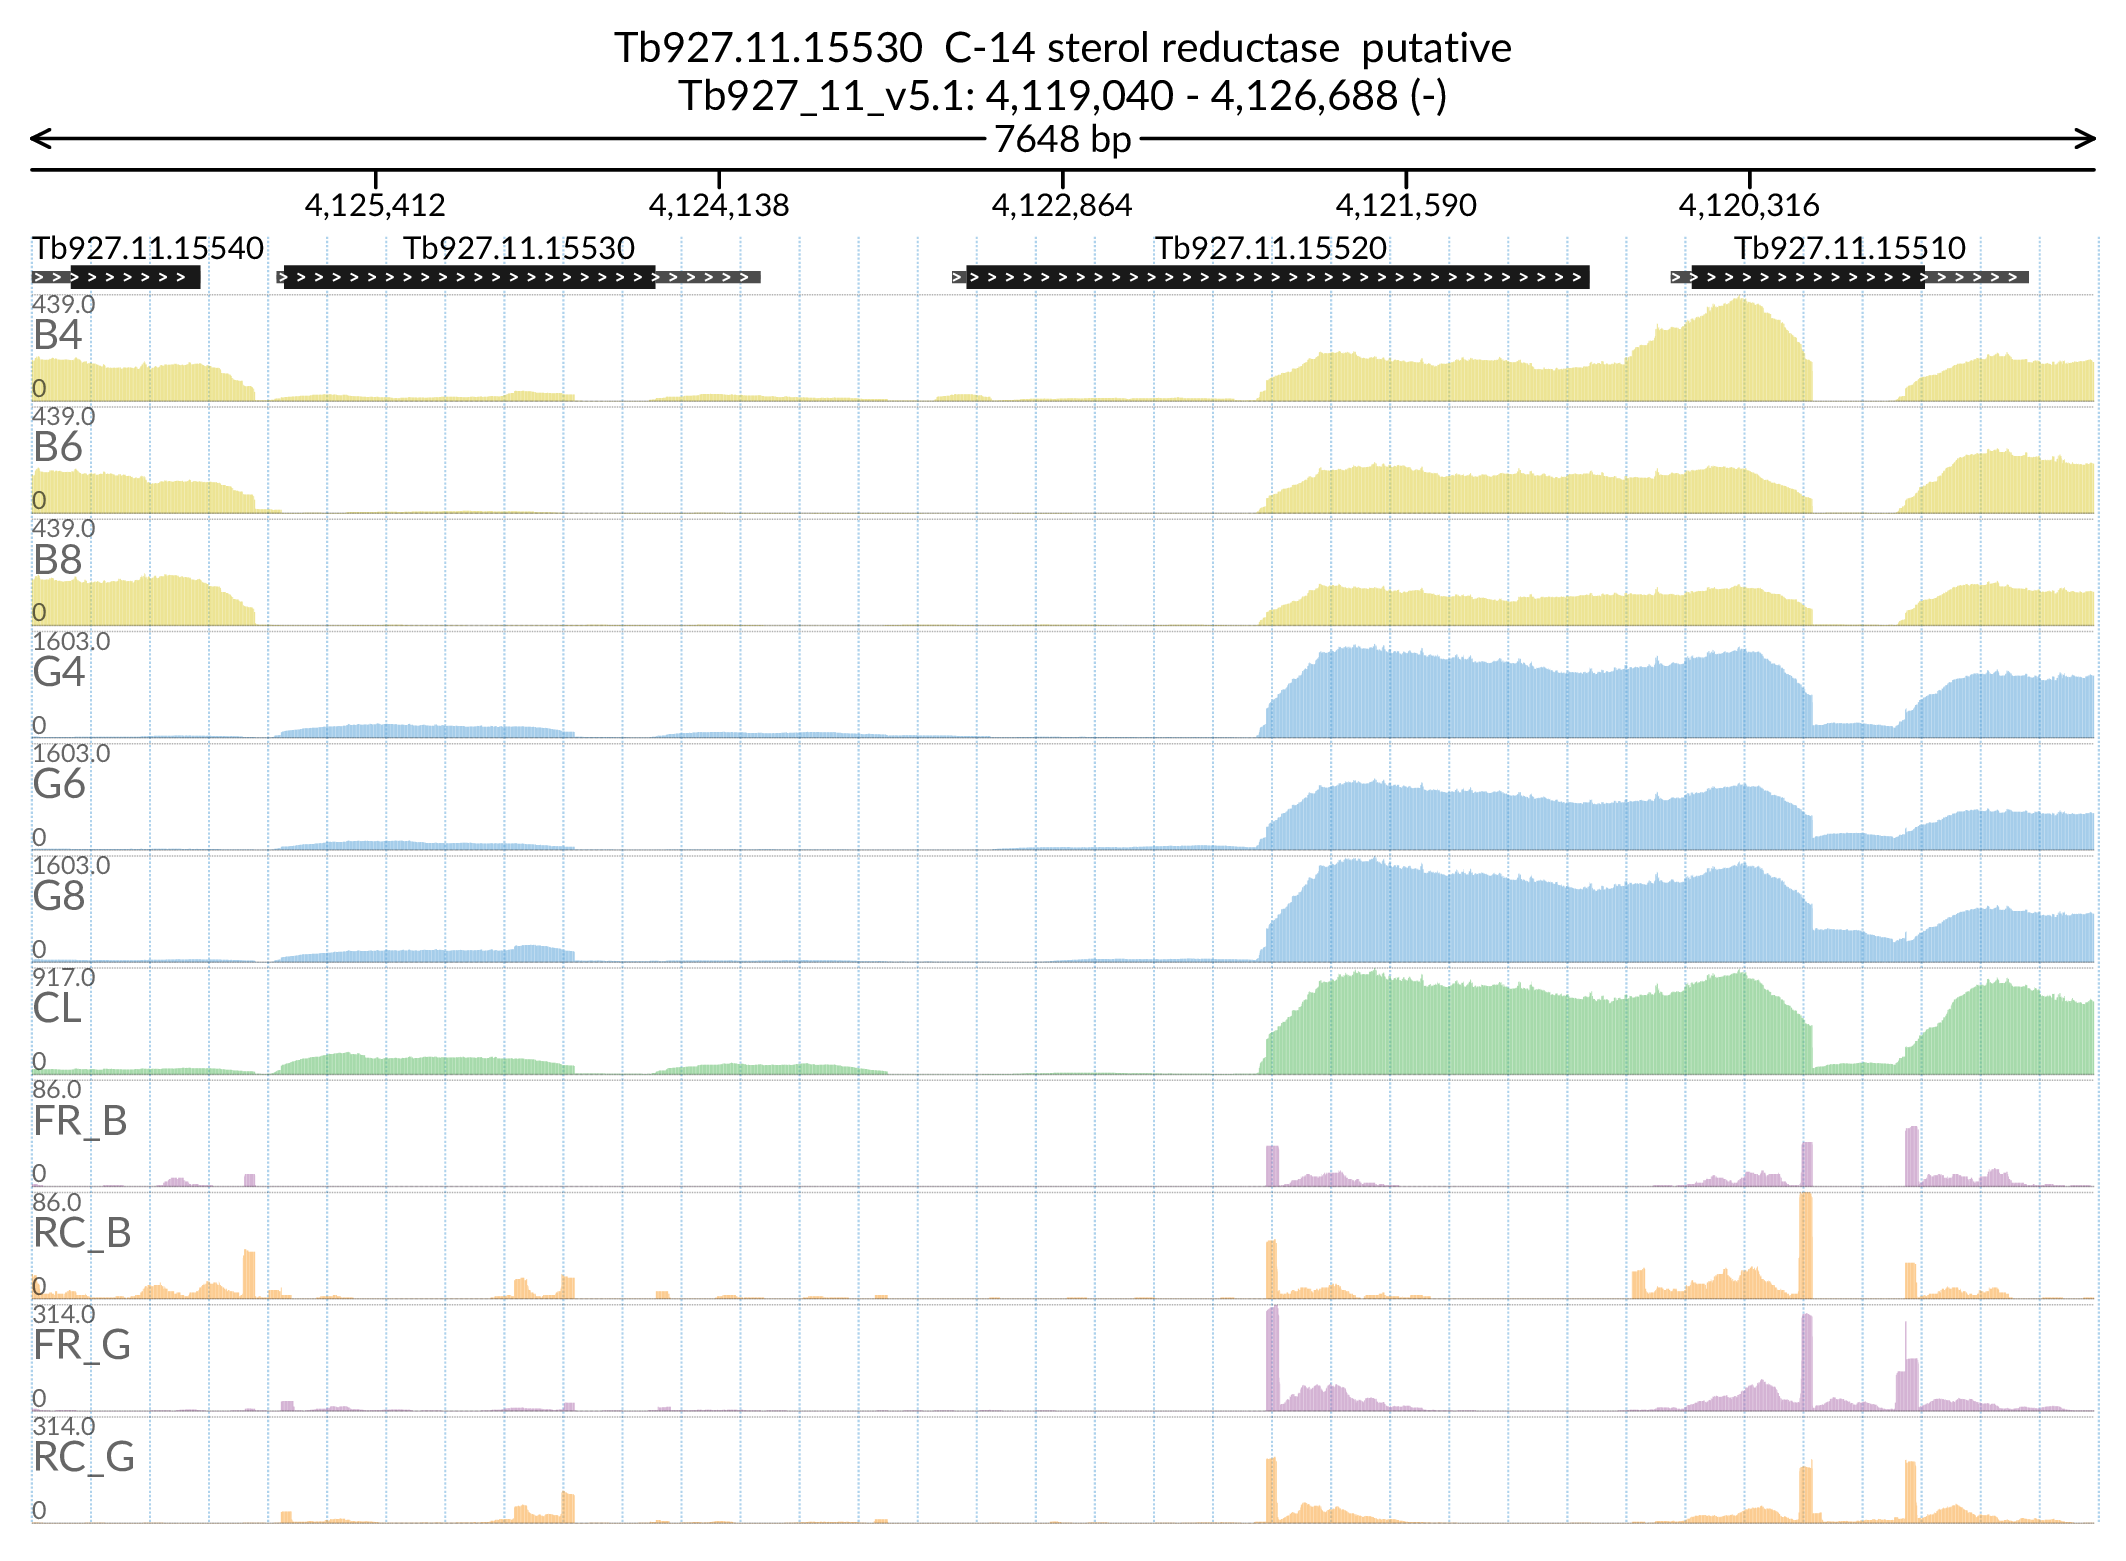 Tb927.11.15530 C-14 sterol reductase putative
Tb927_11_v5.1: 4,119,040 - 4,126,688 (-)
7648 bp
4,125,412 4,124,138 4,122,864 4,121,590 4,120,316
Tb927.11.15540 Tb927.11.15530 Tb927.11.15520 Tb927.11.15510
439.0
B4
0
439.0
B6
0
439.0
B8
0
1603.0
G4
0
1603.0
G6
0
1603.0
G8
0
917.0
CL
0
86.0
FR_B
0
86.0
RC_B
0
314.0
FR_G
0
314.0
RC_G
0